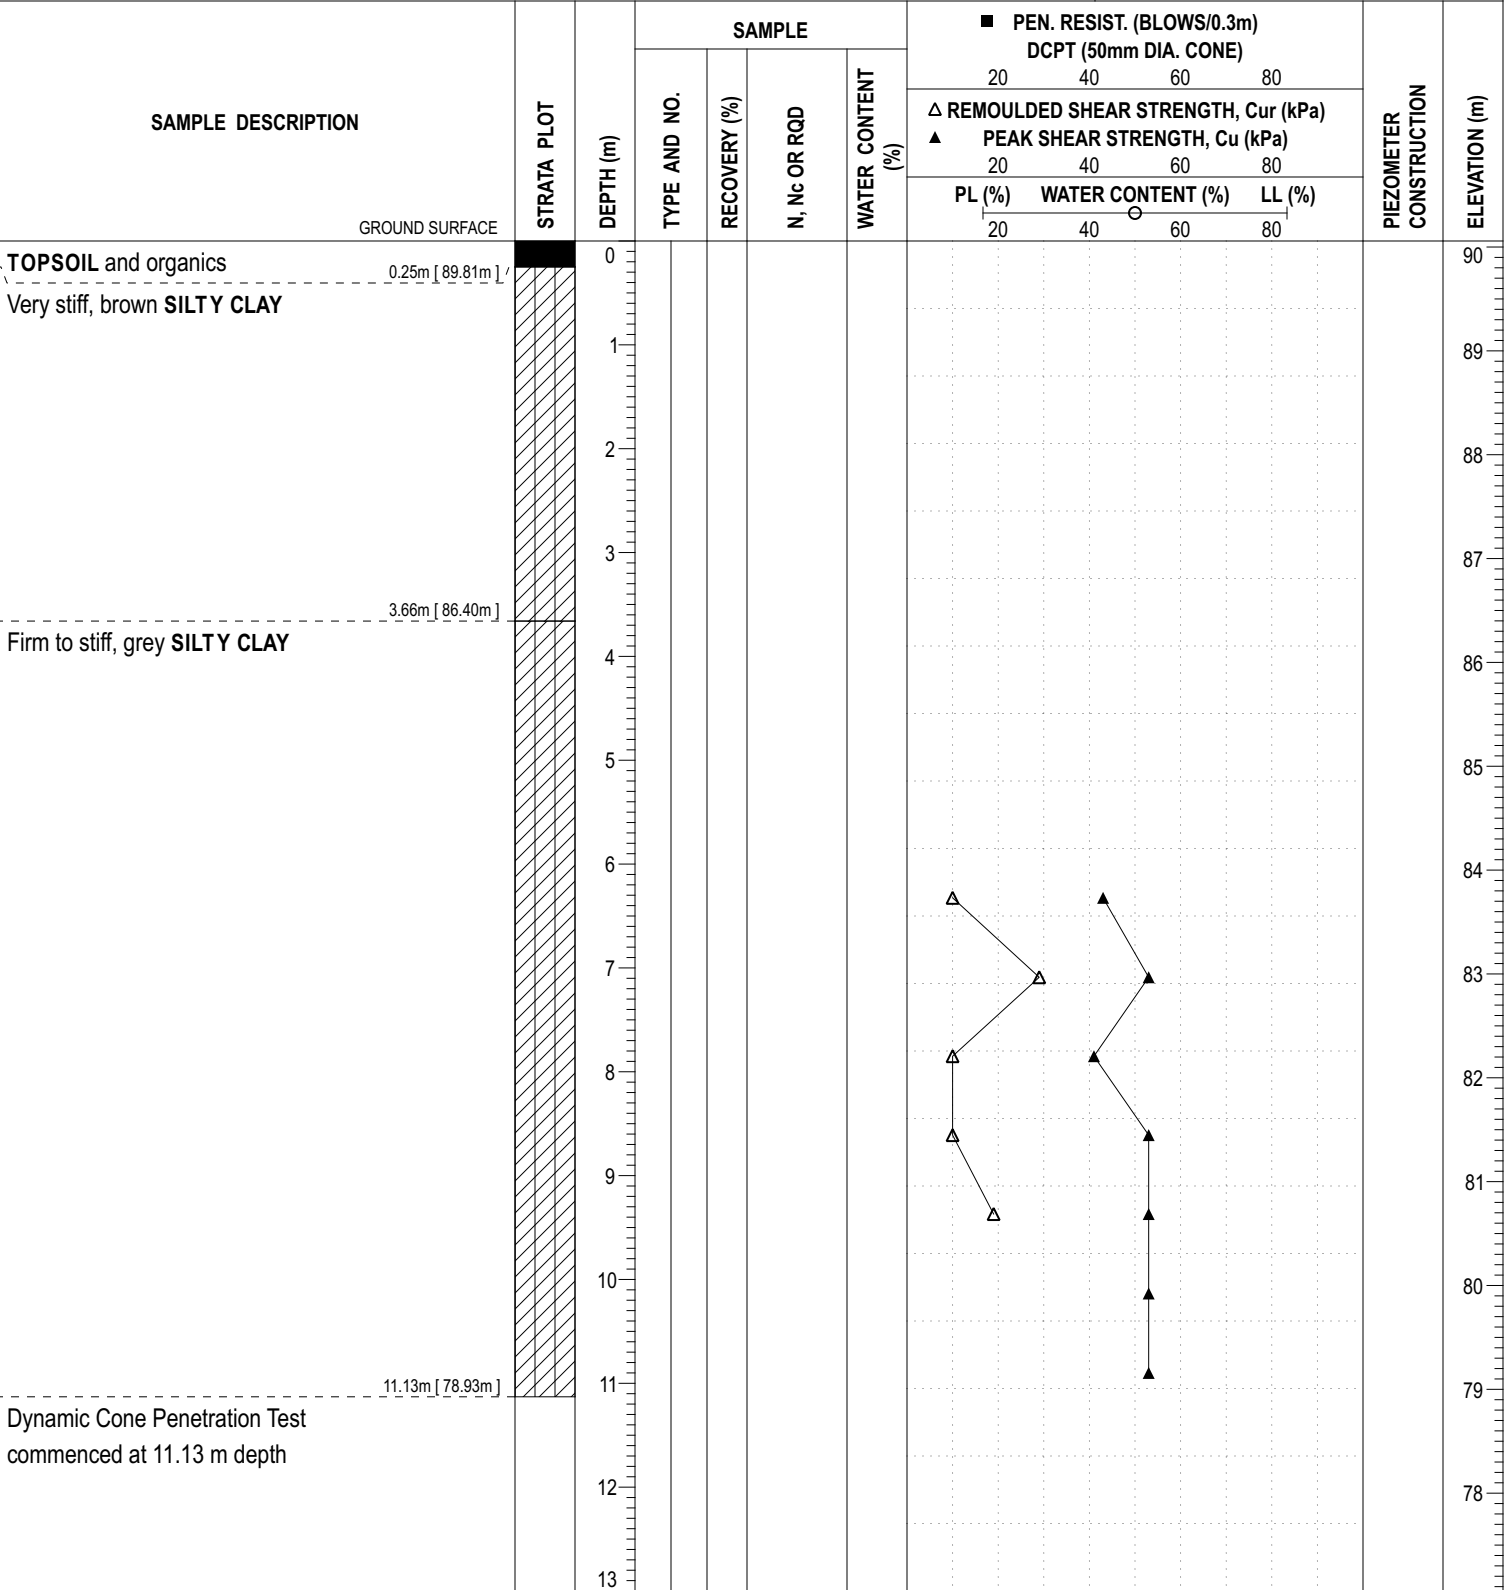 SAMPLE DESCRIPTION
GROUND SURFACE
STRATA PLOT
DEPTH (m)
SAMPLE
TYPE AND NO.
RECOVERY (%)
N, Nc OR RQD
WATER CONTENT
(%)
■ PEN. RESIST. (BLOWS/0.3m)
DCPT (50mm DIA. CONE)
20 40 60 80
△ REMOULDED SHEAR STRENGTH, Cur (kPa)
▲ PEAK SHEAR STRENGTH, Cu (kPa)
20 40 60 80
PL (%) WATER CONTENT (%) LL (%)
20 40 60 80
PIEZOMETER
CONSTRUCTION
ELEVATION (m)
TOPSOIL and organics
0.25m [ 89.81m ]
Very stiff, brown SILTY CLAY
3.66m [ 86.40m ]
Firm to stiff, grey SILTY CLAY
11.13m [ 78.93m ]
Dynamic Cone Penetration Test
commenced at 11.13 m depth
0
1
2
3
4
5
6
7
8
9
10
11
12
13
90
89
88
87
86
85
84
83
82
81
80
79
78